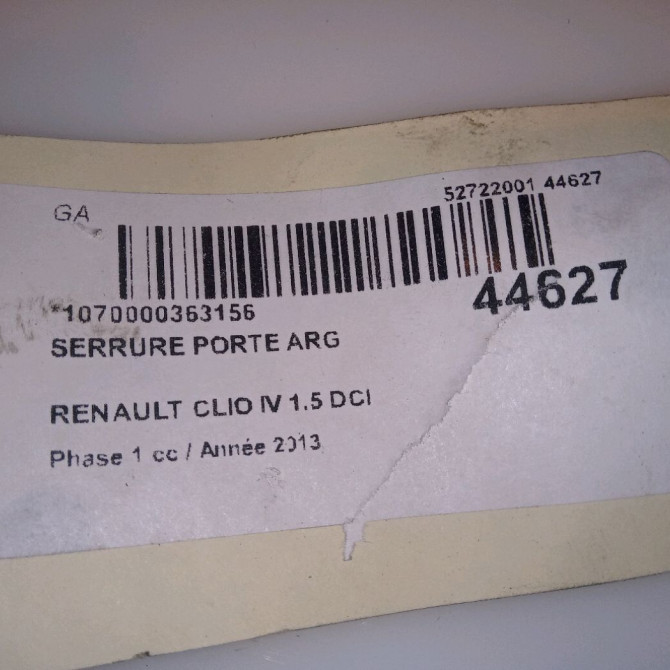 GA
52722001 44627
*1070000363156
44627
SERRURE PORTE ARG
RENAULT CLIO IV 1.5 DCI
Phase 1 cc / Année 2013